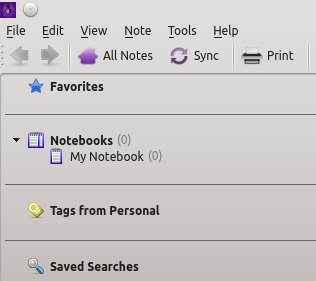 File Edit View Note Tools Help
All Notes Sync Print
Favorites
Notebooks (0)
My Notebook (0)
Tags from Personal
Saved Searches